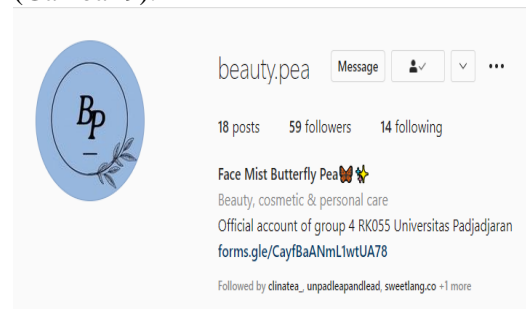 BP
beauty.pea Message
18 posts 59 followers 14 following
Face Mist Butterfly Pea🦋✨
Beauty, cosmetic & personal care
Official account of group 4 RK055 Universitas Padjadjaran
forms.gle/CayfBaANmL1wtUA78
Followed by clinatea_, unpadleapandlead, sweetlang.co +1 more